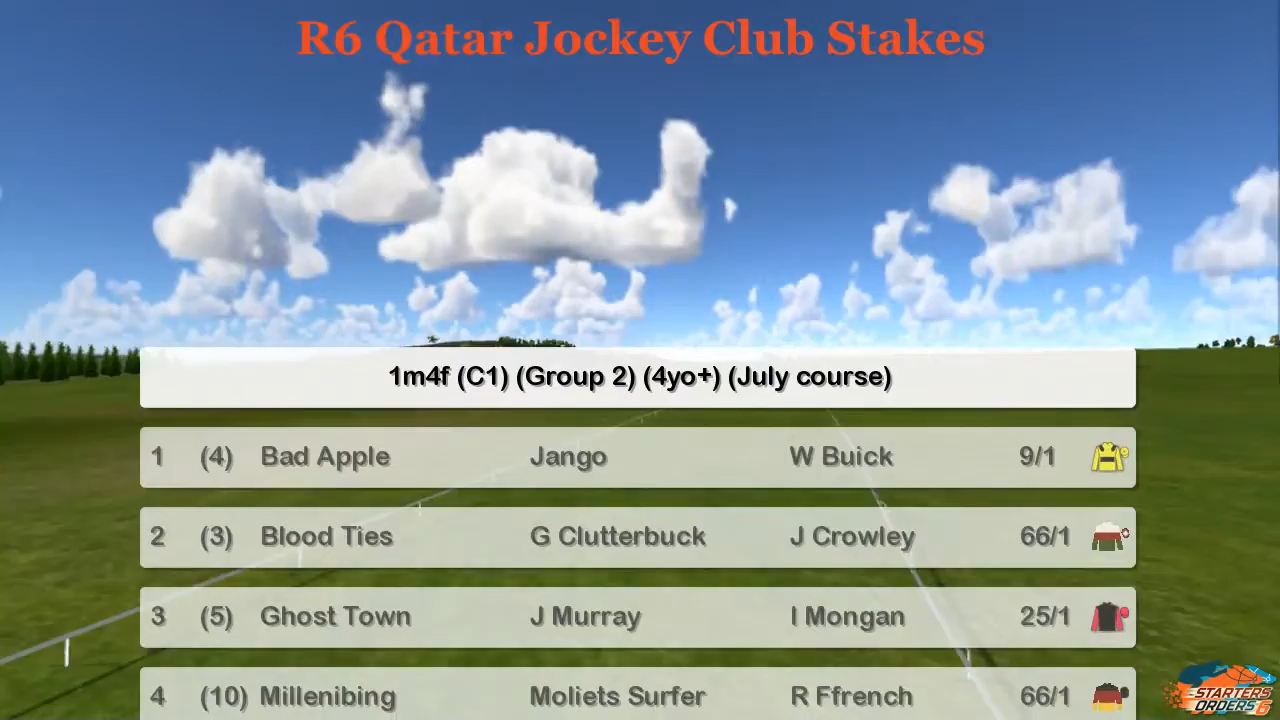 R6 Qatar Jockey Club Stakes
1m4f (C1) (Group 2) (4yo+) (July course)
1 (4) Bad Apple Jango W Buick 9/1
2 (3) Blood Ties G Clutterbuck J Crowley 66/1
3 (5) Ghost Town J Murray I Mongan 25/1
4 (10) Millenibing Moliets Surfer R Ffrench 66/1
STARTERS
ORDERS 6